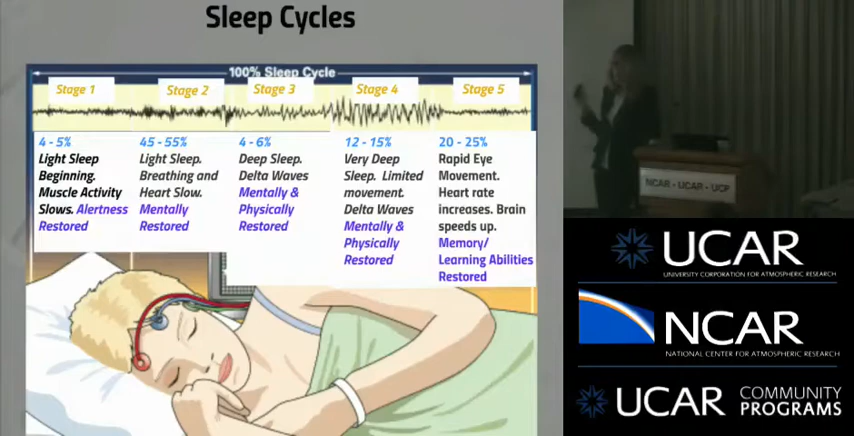 Sleep Cycles
100% Sleep Cycle
Stage 1
Stage 2
Stage 3
Stage 4
Stage 5
4 - 5%
Light Sleep
Beginning.
Muscle Activity
Slows. Alertness
Restored
45 - 55%
Light Sleep.
Breathing and
Heart Slow.
Mentally
Restored
4 - 6%
Deep Sleep.
Delta Waves
Mentally &
Physically
Restored
12 - 15%
Very Deep
Sleep. Limited
movement.
Delta Waves
Mentally &
Physically
Restored
20 - 25%
Rapid Eye
Movement.
Heart rate
increases. Brain
speeds up.
Memory/
Learning Abilities
Restored
NCAR - UCAR - UCP
UCAR
UNIVERSITY CORPORATION FOR ATMOSPHERIC RESEARCH
NCAR
NATIONAL CENTER FOR ATMOSPHERIC RESEARCH
UCAR COMMUNITY
PROGRAMS